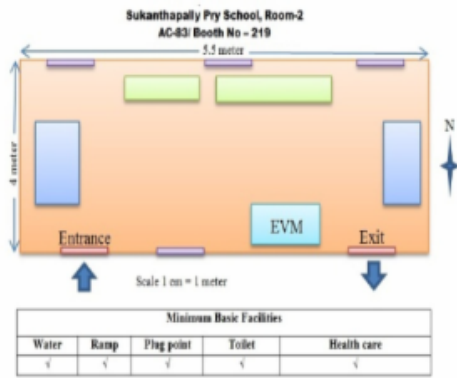 Sukanthapally Pry School, Room-2
AC-83/ Booth No – 219
5.5 meter
4 meter
N
EVM
Entrance
Exit
Scale 1 cm = 1 meter
Minimum Basic Facilities
Water Ramp Plug point Toilet Health care
√ √ √ √ √